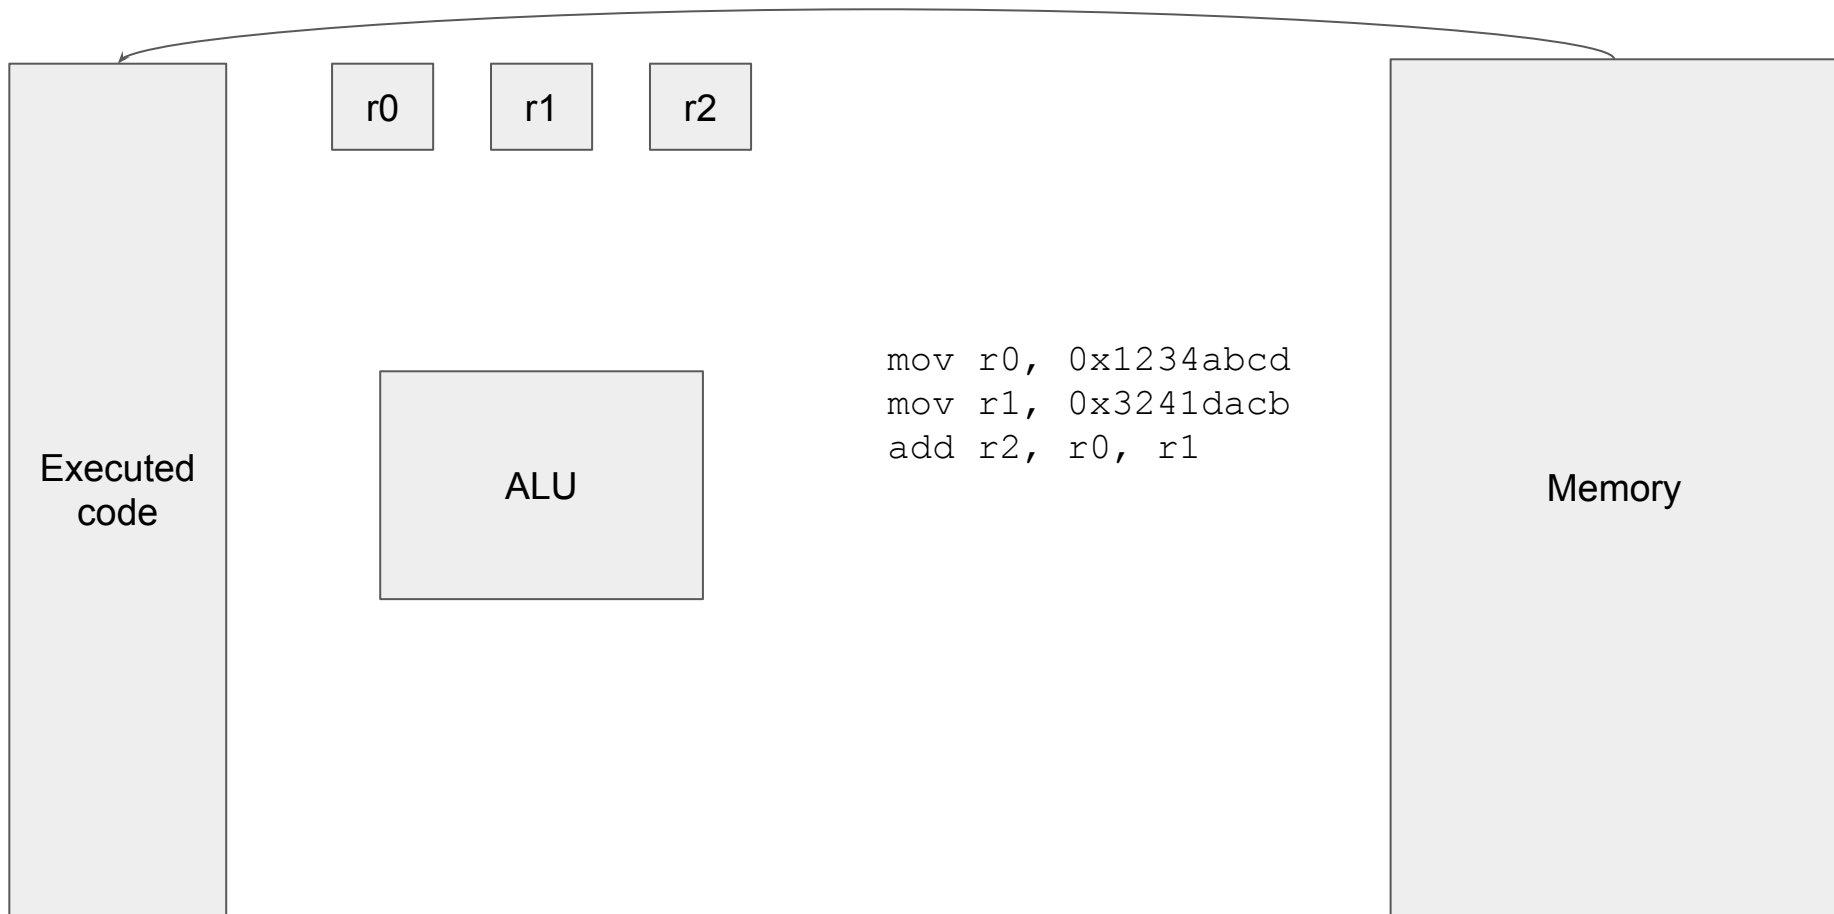 r0
r1
r2
Executed
code
ALU
mov r0, 0x1234abcd
mov r1, 0x3241dacb
add r2, r0, r1
Memory